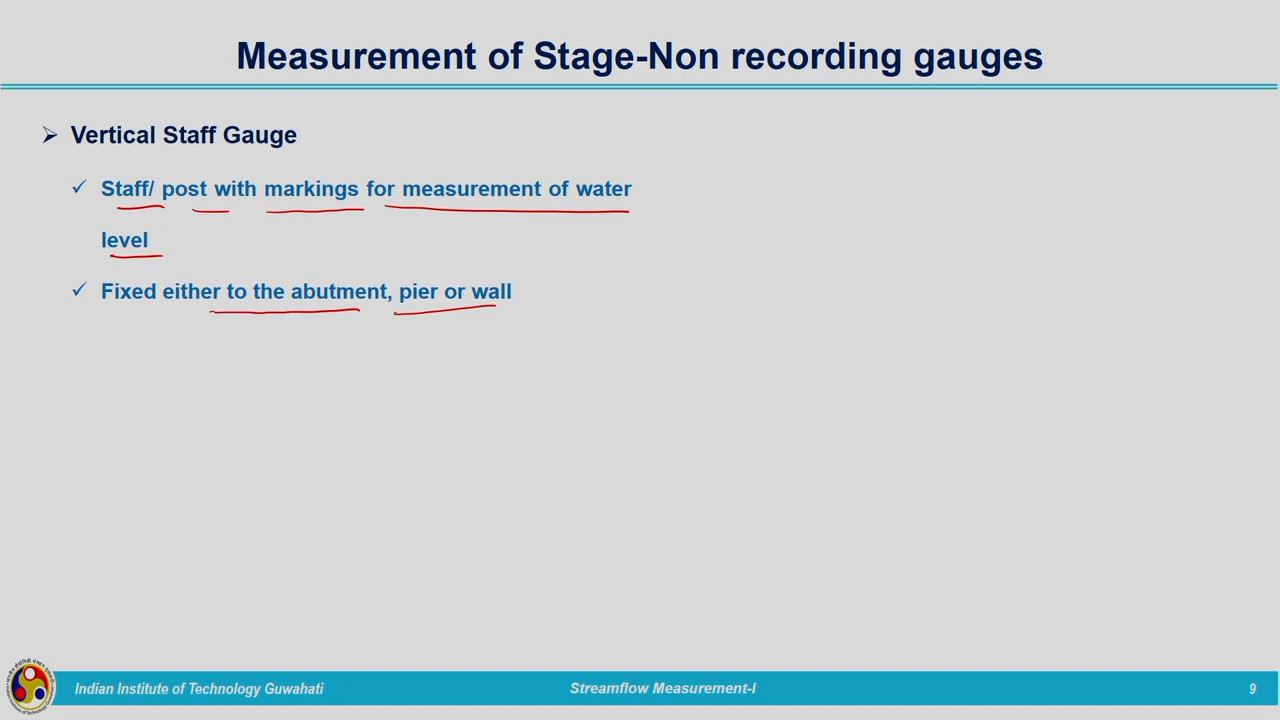 Measurement of Stage-Non recording gauges
Vertical Staff Gauge
Staff/ post with markings for measurement of water
level
Fixed either to the abutment, pier or wall
Indian Institute of Technology Guwahati
Streamflow Measurement-I
9